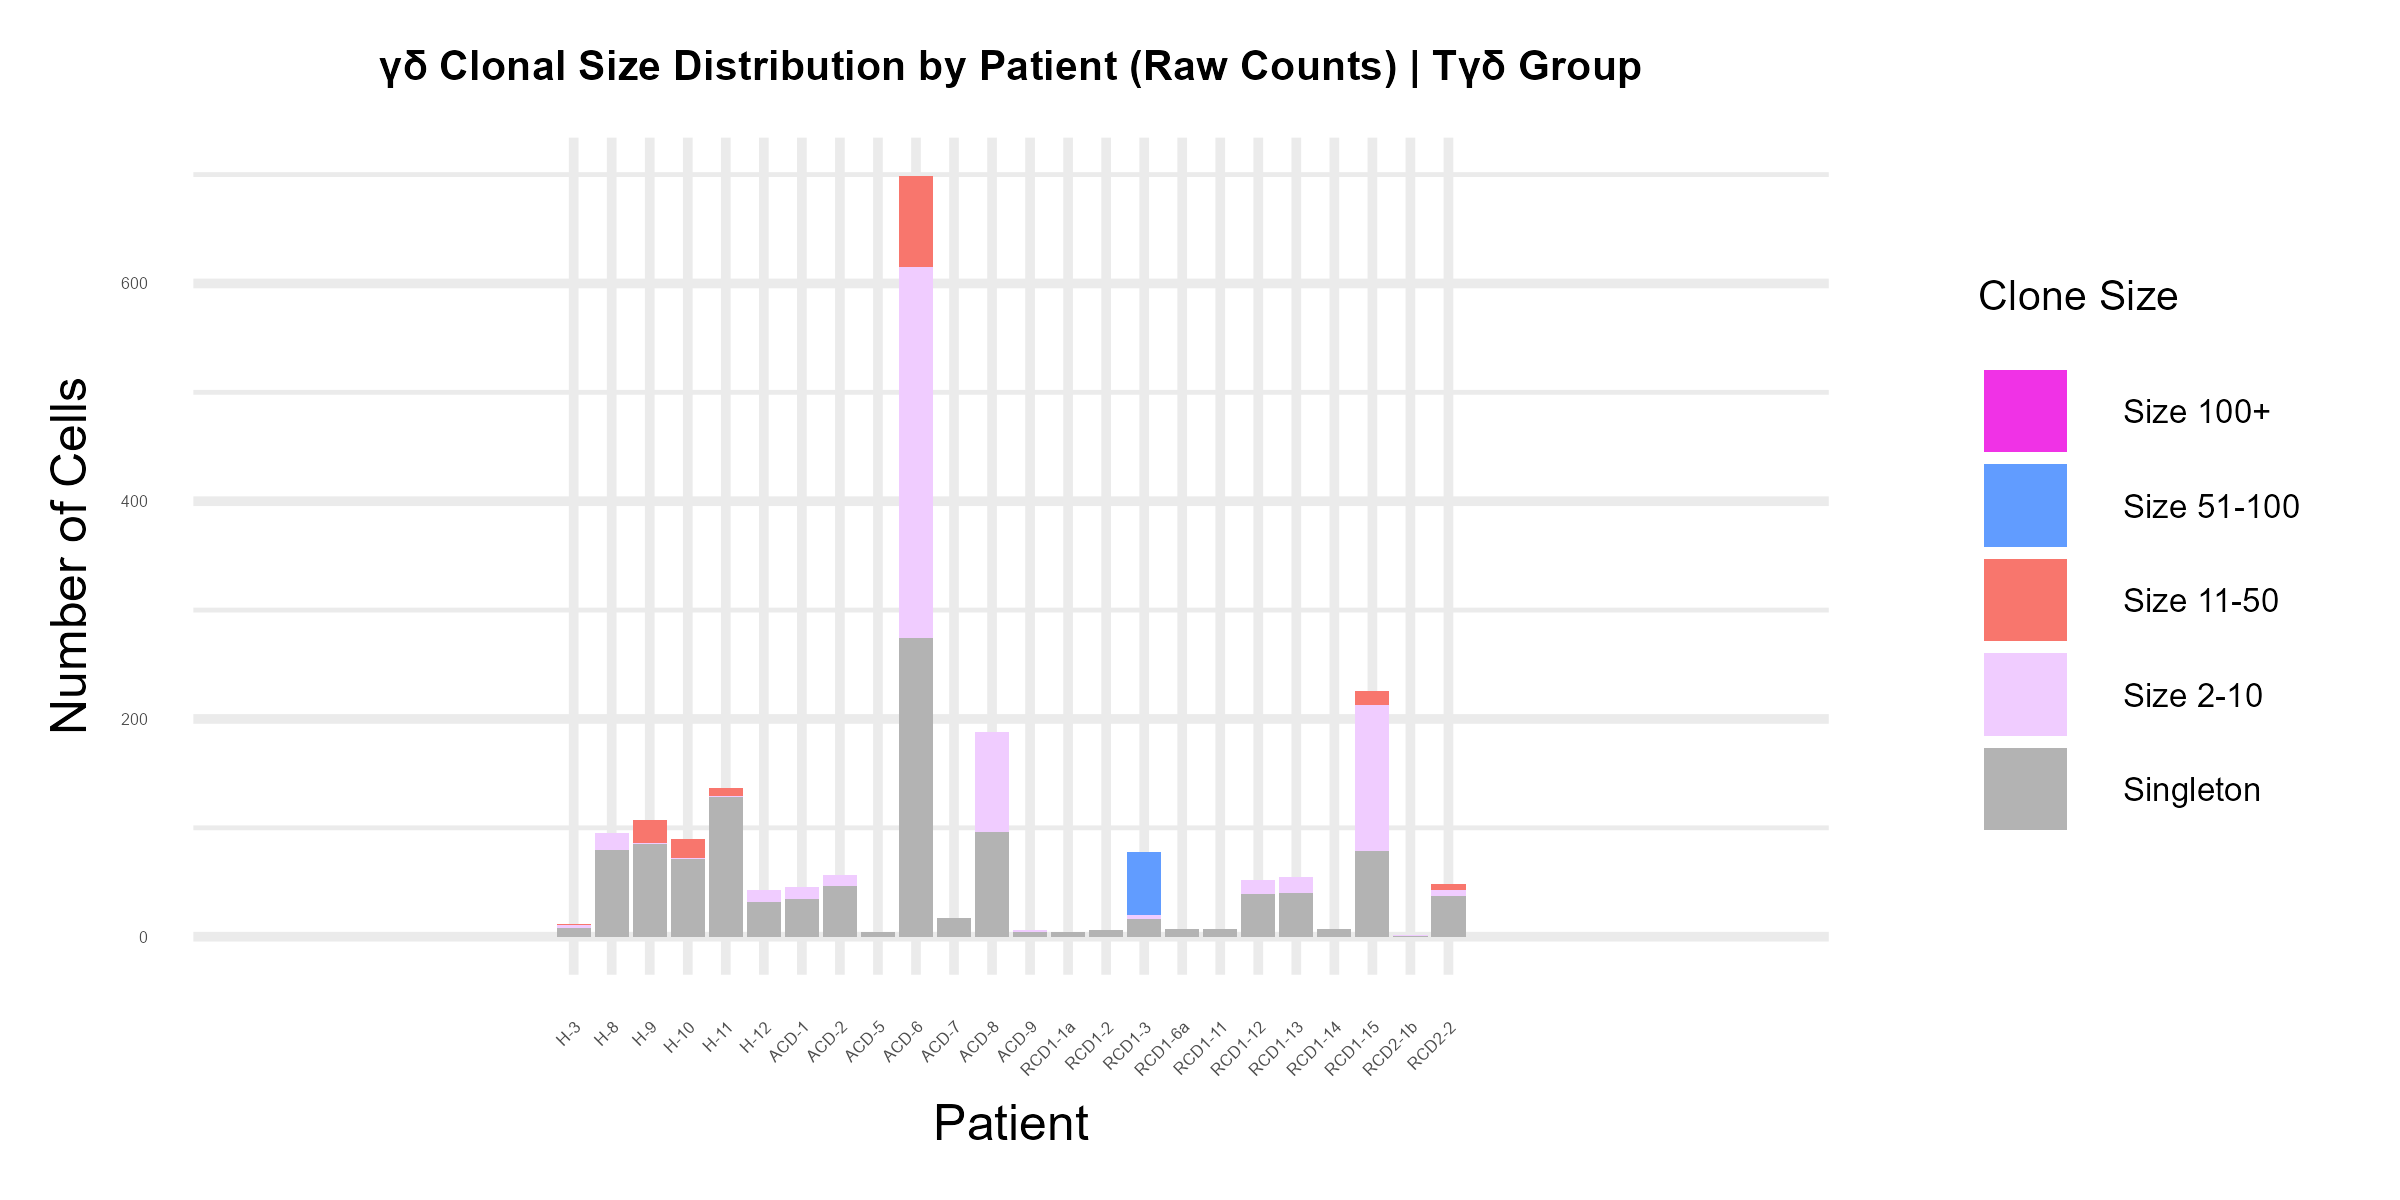 γδ Clonal Size Distribution by Patient (Raw Counts) | Tγδ Group
Number of Cells
600
400
200
0
H-3
H-8
H-9
H-10
H-11
H-12
ACD-1
ACD-2
ACD-5
ACD-6
ACD-7
ACD-8
ACD-9
RCD1-1a
RCD1-2
RCD1-3
RCD1-6a
RCD1-11
RCD1-12
RCD1-13
RCD1-14
RCD1-15
RCD2-1b
RCD2-2
Patient
Clone Size
Size 100+
Size 51-100
Size 11-50
Size 2-10
Singleton